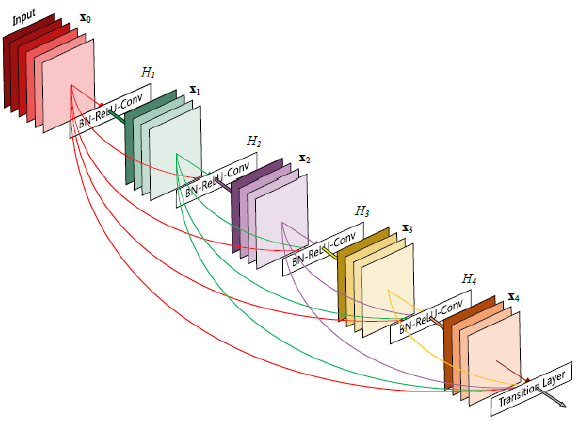 Input
x₀
H₁
BN-ReLU-Conv
x₁
H₂
BN-ReLU-Conv
x₂
H₃
BN-ReLU-Conv
x₃
H₄
BN-ReLU-Conv
x₄
Transition Layer